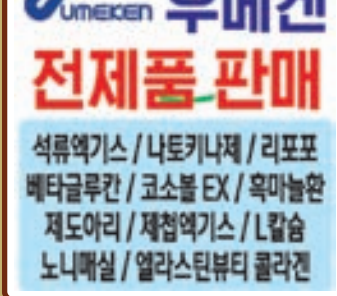 UMEKEN 우메켄
전제품 판매
석류엑기스 / 나토키나제 / 리포포
베타글루칸 / 코소볼 EX / 흑마늘환
제도아리 / 제첩엑기스 / L칼슘
노니매실 / 엘라스틴뷰티 콜라겐